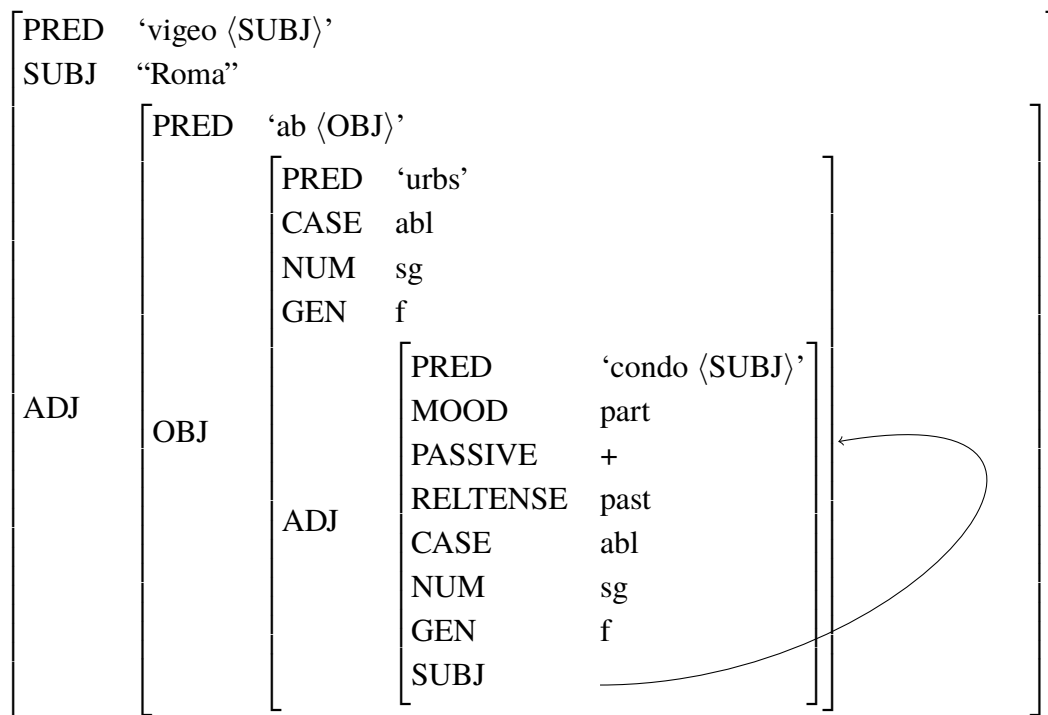 PRED ‘vigeo ⟨SUBJ⟩’
SUBJ “Roma”
PRED ‘ab ⟨OBJ⟩’
PRED ‘urbs’
CASE abl
NUM sg
GEN f
PRED ‘condo ⟨SUBJ⟩’
ADJ
MOOD part
OBJ
PASSIVE +
RELTENSE past
ADJ
CASE abl
NUM sg
GEN f
SUBJ